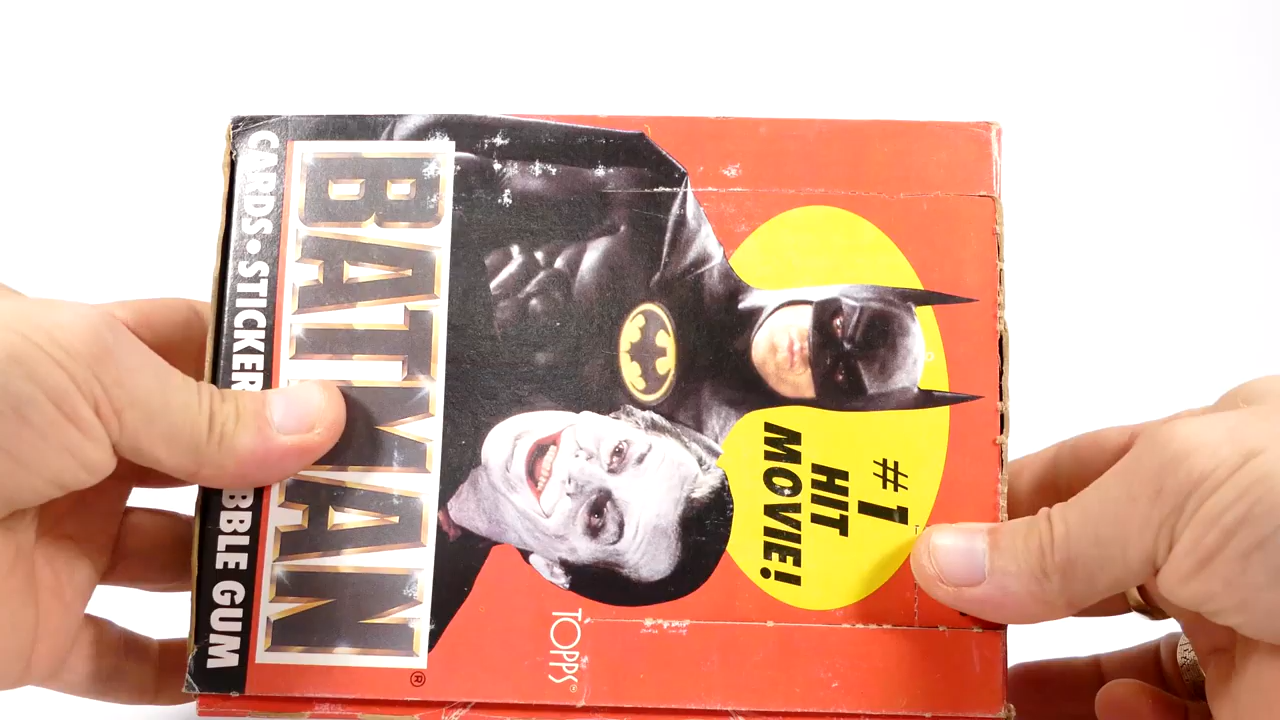 # 1
HIT
MOVIE!
BATMAN®
TOPPS®
CARDS • STICKER BBLE GUM